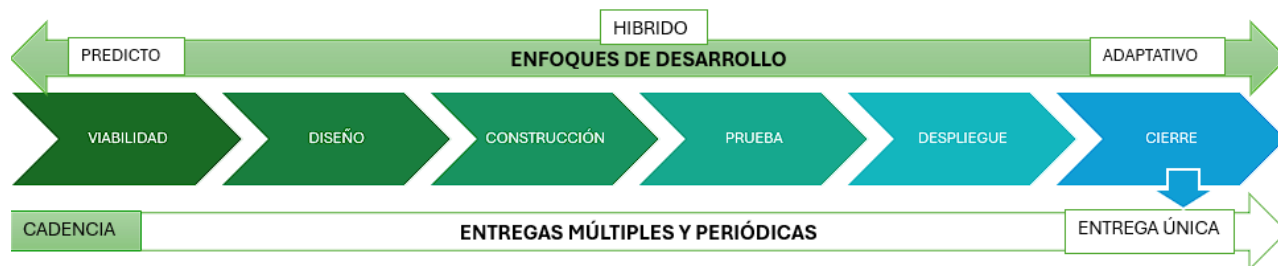 HIBRIDO
PREDICTO
ENFOQUES DE DESARROLLO
ADAPTATIVO
VIABILIDAD
DISEÑO
CONSTRUCCIÓN
PRUEBA
DESPLIEGUE
CIERRE
CADENCIA
ENTREGAS MÚLTIPLES Y PERIÓDICAS
ENTREGA ÚNICA